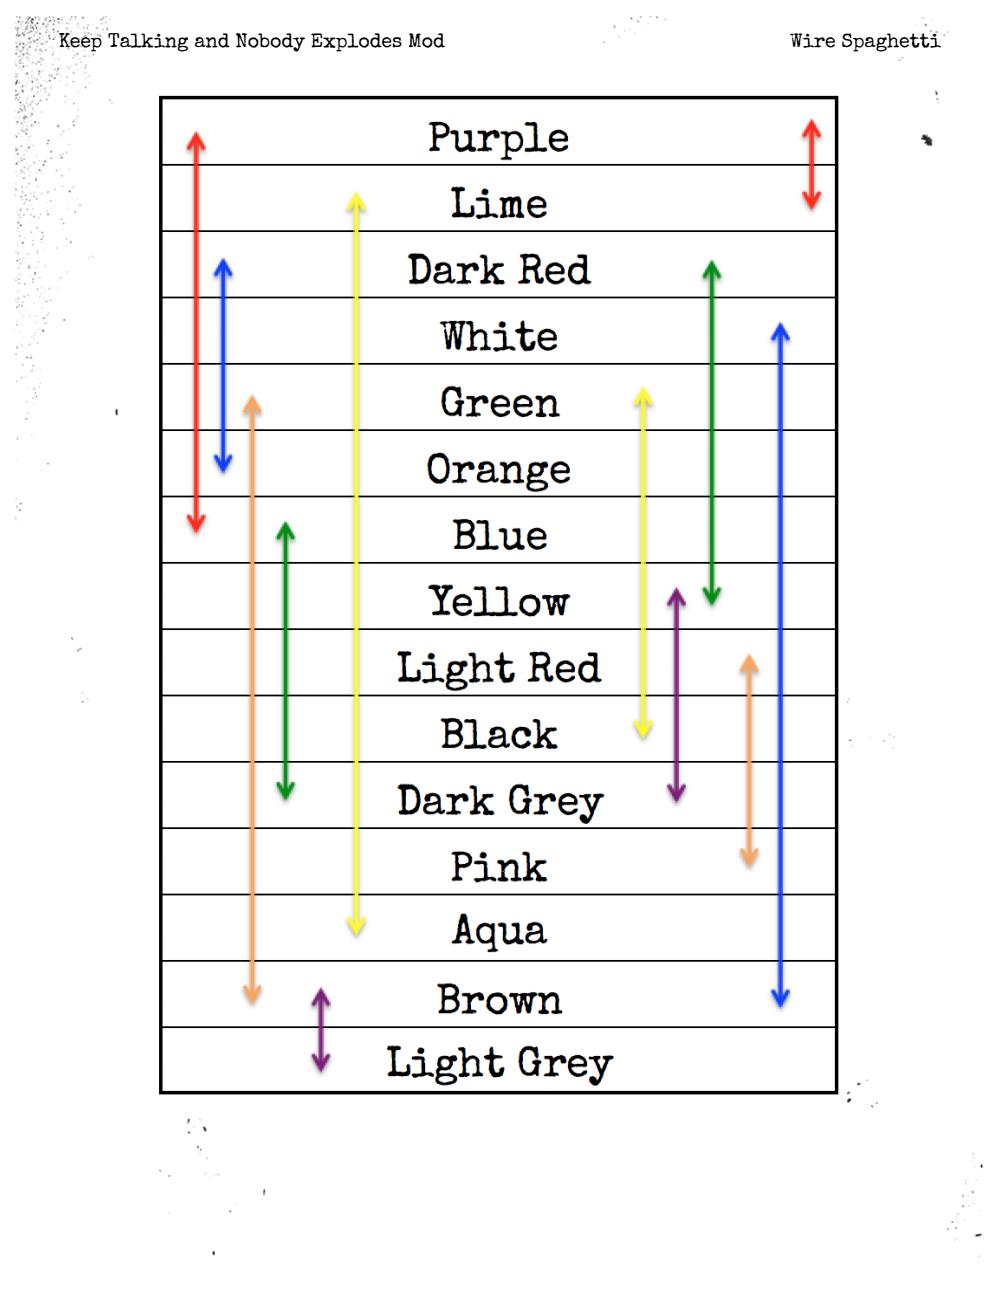 Keep Talking and Nobody Explodes Mod
Wire Spaghetti
Purple
Lime
Dark Red
White
Green
Orange
Blue
Yellow
Light Red
Black
Dark Grey
Pink
Aqua
Brown
Light Grey